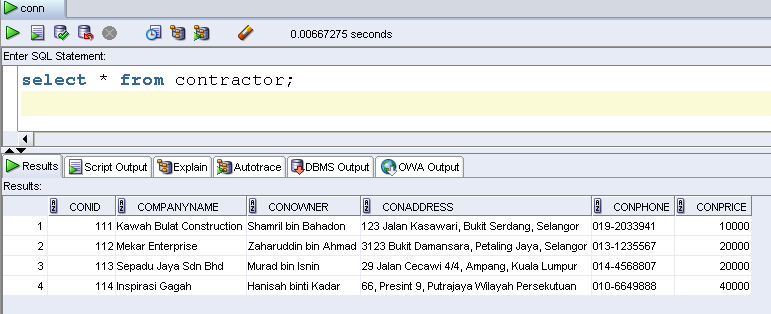 conn
0.00667275 seconds
Enter SQL Statement:
select * from contractor;
Results Script Output Explain Autotrace DBMS Output OWA Output
Results:
CONID COMPANYNAME CONOWNER CONADDRESS CONPHONE CONPRICE
1 111 Kawah Bulat Construction Shamril bin Bahadon 123 Jalan Kasawari, Bukit Serdang, Selangor 019-2033941 10000
2 112 Mekar Enterprise Zaharuddin bin Ahmad 3123 Bukit Damansara, Petaling Jaya, Selangor 013-1235567 20000
3 113 Sepadu Jaya Sdn Bhd Murad bin Isnin 29 Jalan Cecawi 4/4, Ampang, Kuala Lumpur 014-4568807 20000
4 114 Inspirasi Gagah Hanisah binti Kadar 66, Presint 9, Putrajaya Wilayah Persekutuan 010-6649888 40000